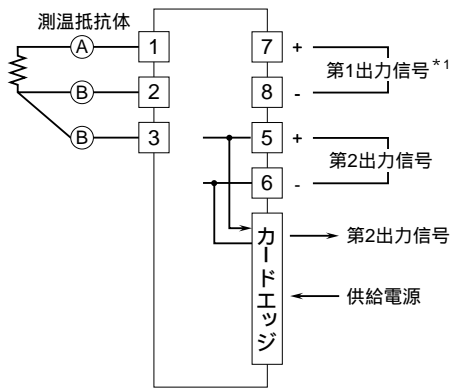 測温抵抗体
A 1 7 +
第1出力信号*1
B 2 8 -
B 3 5 +
第2出力信号
6 -
カードエッジ
第2出力信号
供給電源